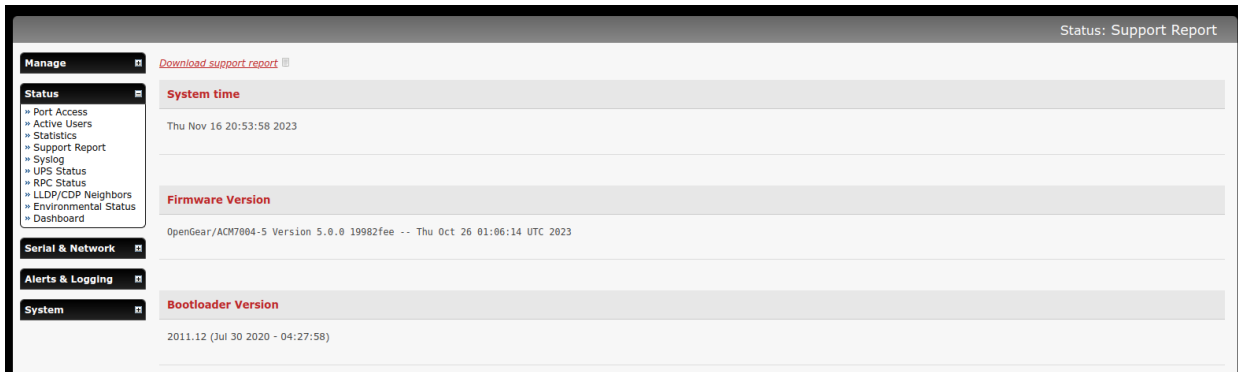 Status: Support Report
Manage
Status
» Port Access
» Active Users
» Statistics
» Support Report
» Syslog
» UPS Status
» RPC Status
» LLDP/CDP Neighbors
» Environmental Status
» Dashboard
Serial & Network
Alerts & Logging
System
Download support report
System time
Thu Nov 16 20:53:58 2023
Firmware Version
OpenGear/ACM7004-5 Version 5.0.0 19982fee -- Thu Oct 26 01:06:14 UTC 2023
Bootloader Version
2011.12 (Jul 30 2020 - 04:27:58)